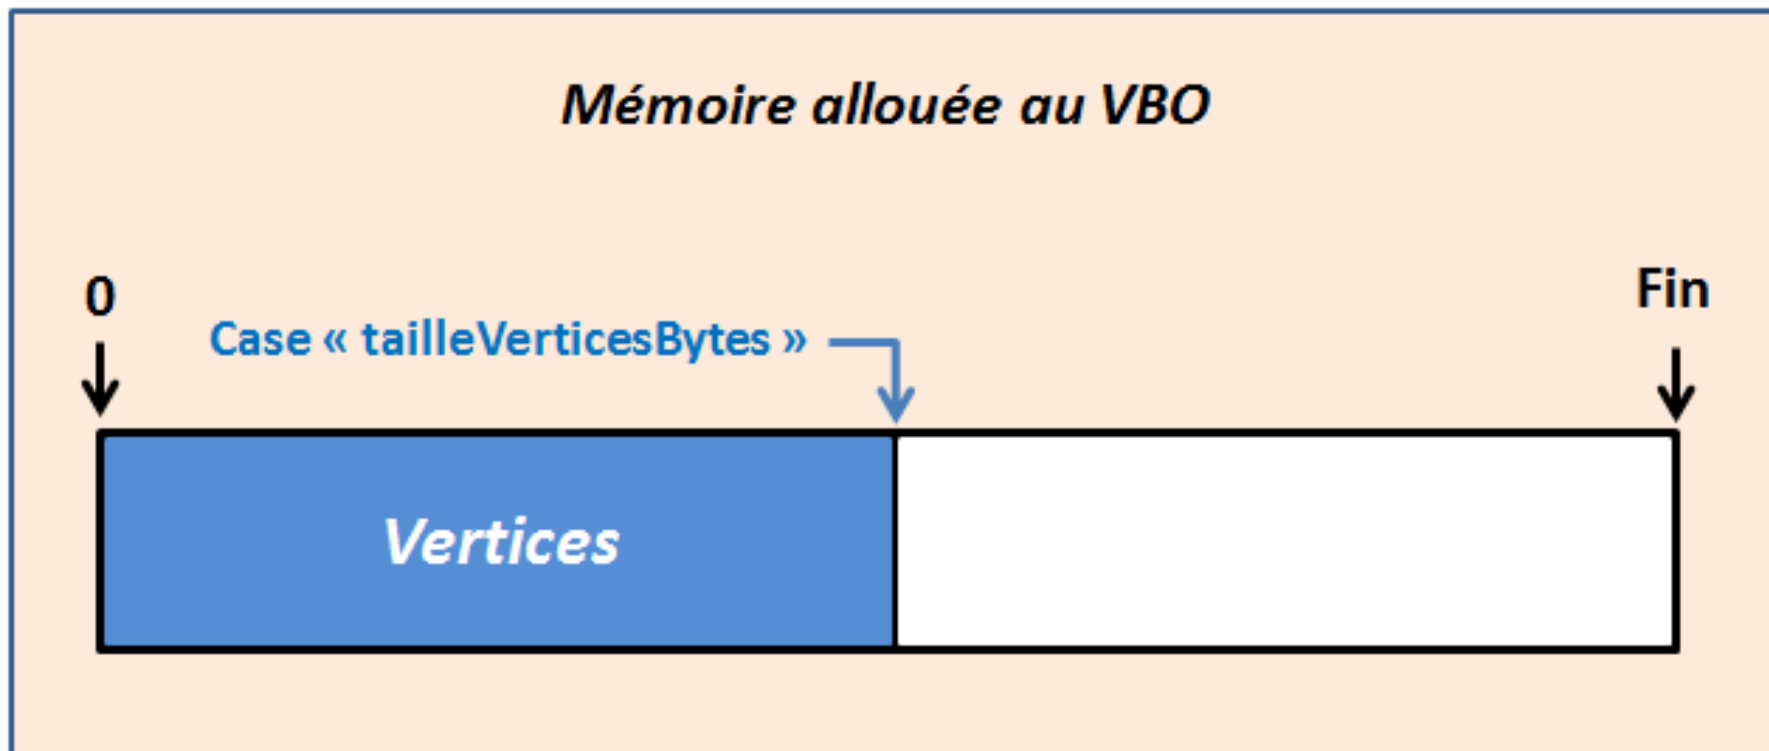 Mémoire allouée au VBO
0
Fin
Case « tailleVerticesBytes »
Vertices